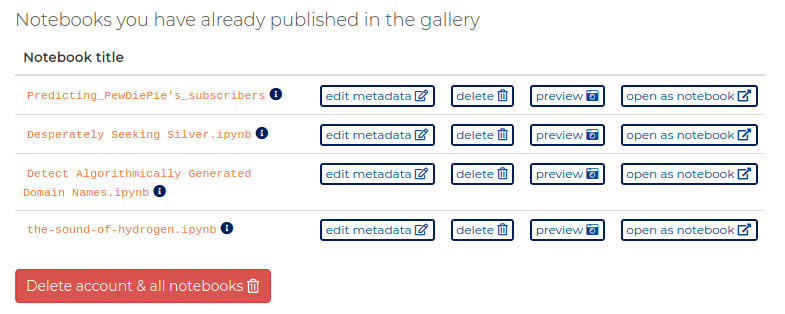 Notebooks you have already published in the gallery
Notebook title
Predicting_PewDiePie's_subscribers edit metadata delete preview open as notebook
Desperately Seeking Silver.ipynb edit metadata delete preview open as notebook
Detect Algorithmically Generated edit metadata delete preview open as notebook
Domain Names.ipynb
the-sound-of-hydrogen.ipynb edit metadata delete preview open as notebook
Delete account & all notebooks